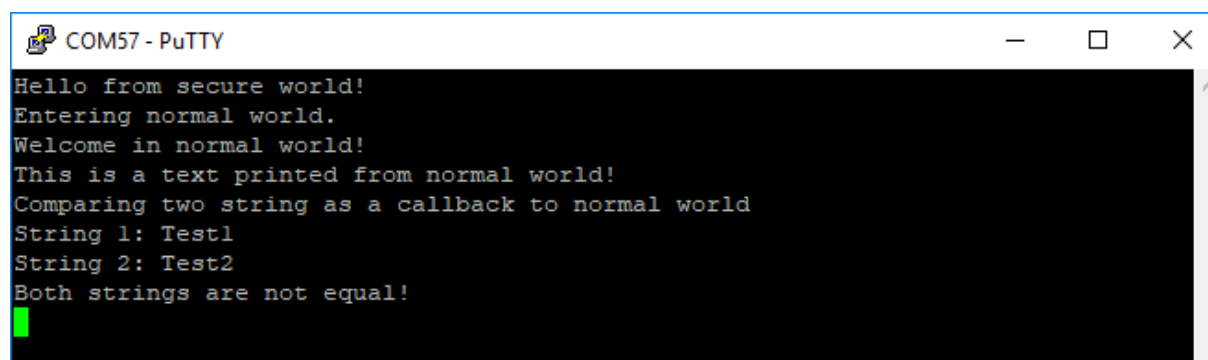 COM57 - PuTTY
Hello from secure world!
Entering normal world.
Welcome in normal world!
This is a text printed from normal world!
Comparing two string as a callback to normal world
String 1: Test1
String 2: Test2
Both strings are not equal!